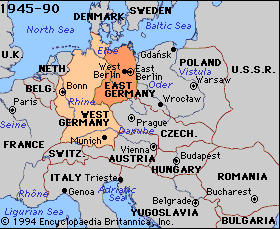 1945-90
DENMARK
SWEDEN
Baltic Sea
U.K.
Elbe
Gdańsk
NETH.
West Berlin
East Berlin
POLAND
Vistula
U.S.S.R.
BELG.
Bonn
EAST GERMANY
Oder
Warsaw
Paris
Rhine
Wrocław
Seine
WEST GERMANY
Prague
CZECH.
FRANCE
Munich
Danube
Vienna
SWITZ.
AUSTRIA
Budapest
HUNGARY
ITALY
Trieste
ROMANIA
Rhône
Genoa
Adriatic Sea
Belgrade
Bucharest
Ligurian Sea
YUGOSLAVIA
BULGARIA
© 1994 Encyclopaedia Britannica, Inc.